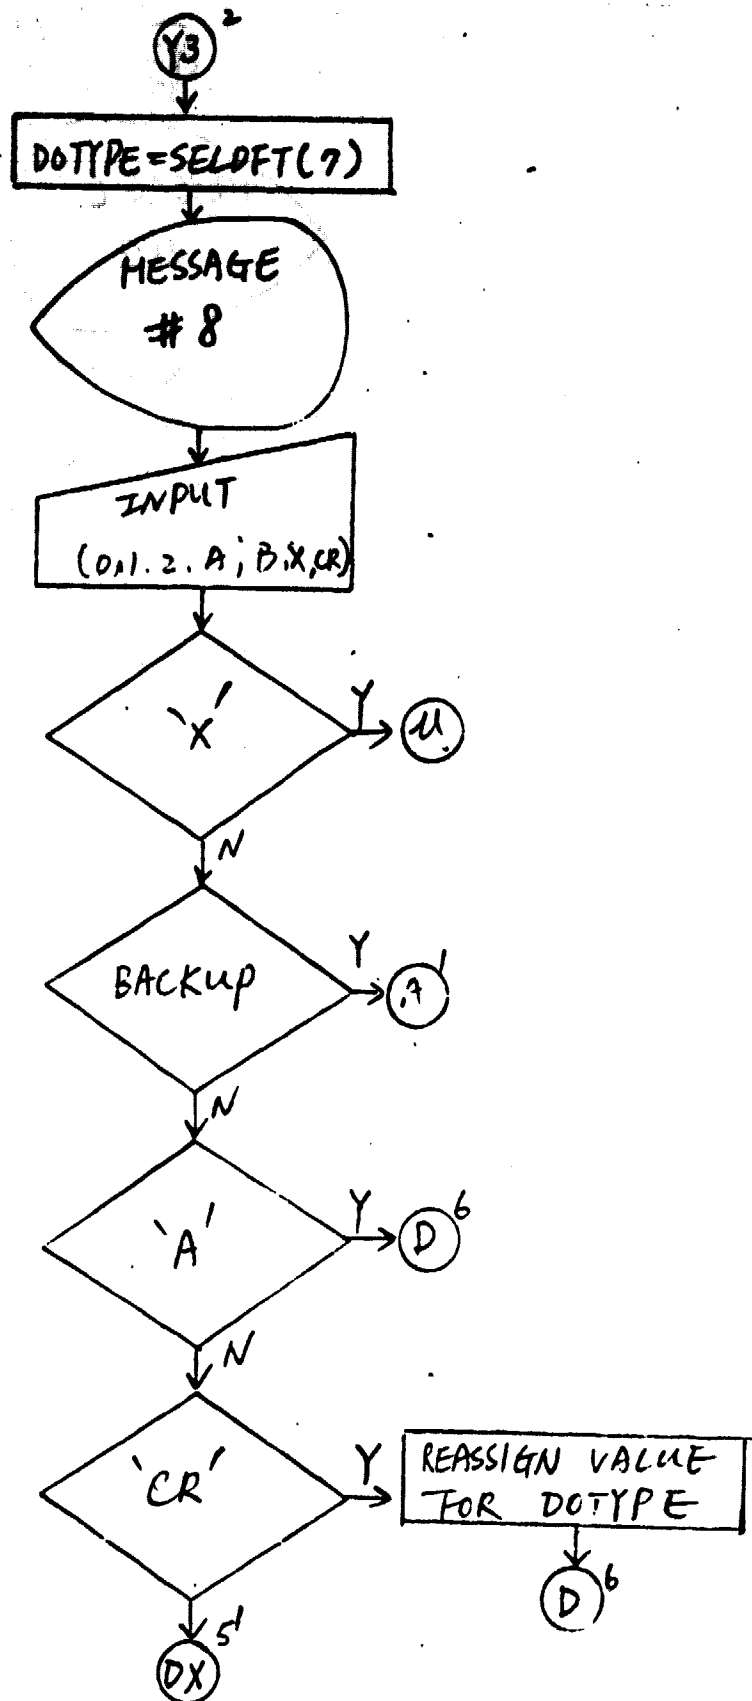 2
Y3
DOTYPE=SELDFT(7)
MESSAGE
#8
INPUT
(0,1.2.A;B,X,CR)
'X'
Y
U
N
BACKUP
Y
1
N
'A'
Y
D
6
N
'CR'
Y
REASSIGN VALUE
FOR DOTYPE
D
6
5'
DX